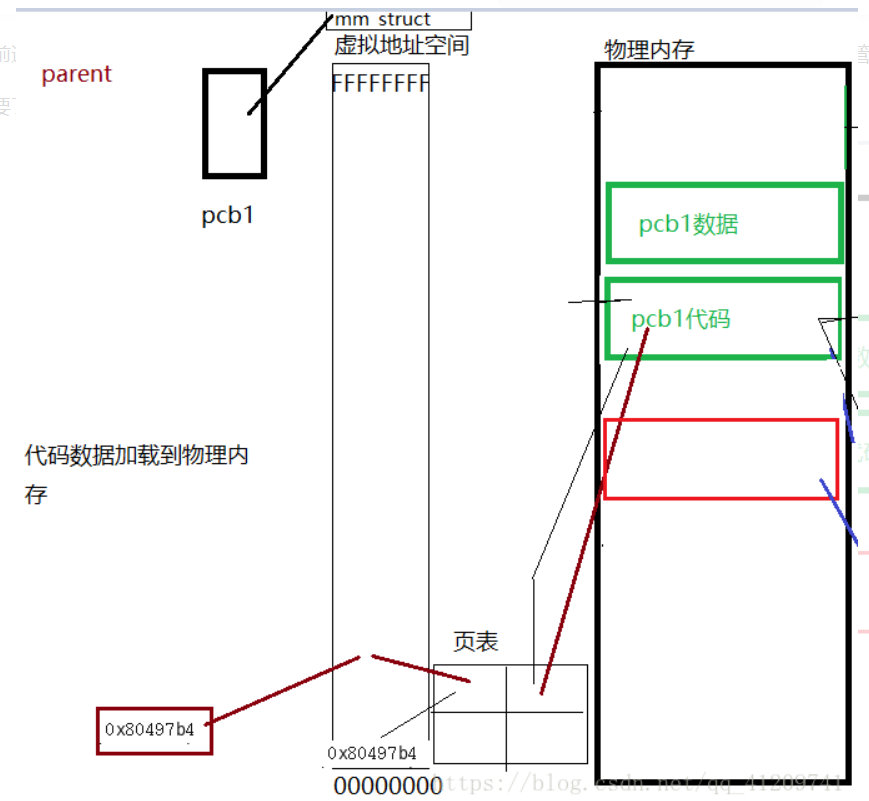 mm_struct
虚拟地址空间
物理内存
parent
FFFFFFFF
pcb1
pcb1数据
pcb1代码
代码数据加载到物理内
存
页表
0x80497b4
0x80497b4
00000000
https://blog.csdn.net/qq_41209741